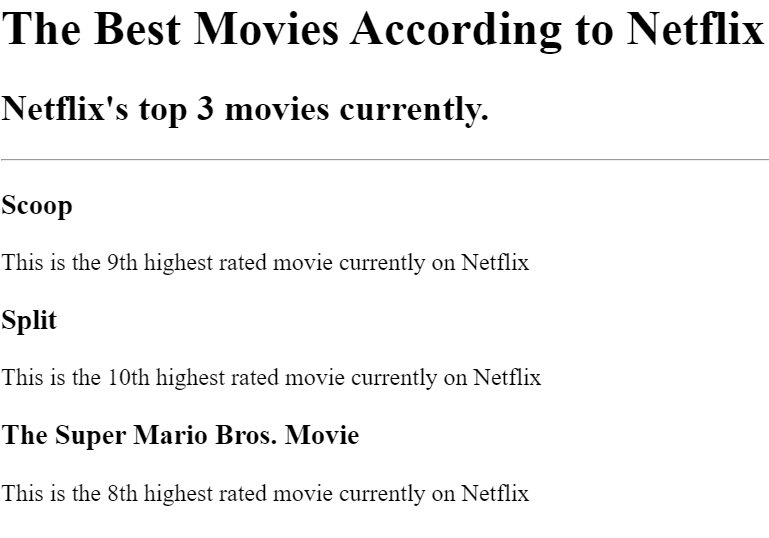 The Best Movies According to Netflix
Netflix's top 3 movies currently.
Scoop
This is the 9th highest rated movie currently on Netflix
Split
This is the 10th highest rated movie currently on Netflix
The Super Mario Bros. Movie
This is the 8th highest rated movie currently on Netflix